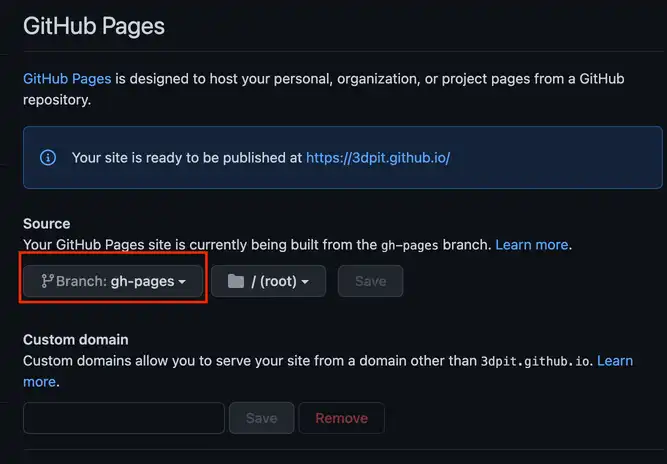 GitHub Pages
GitHub Pages is designed to host your personal, organization, or project pages from a GitHub
repository.
Your site is ready to be published at https://3dpit.github.io/
Source
Your GitHub Pages site is currently being built from the gh-pages branch. Learn more.
Branch: gh-pages
/ (root)
Save
Custom domain
Custom domains allow you to serve your site from a domain other than 3dpit.github.io. Learn
more.
Save
Remove